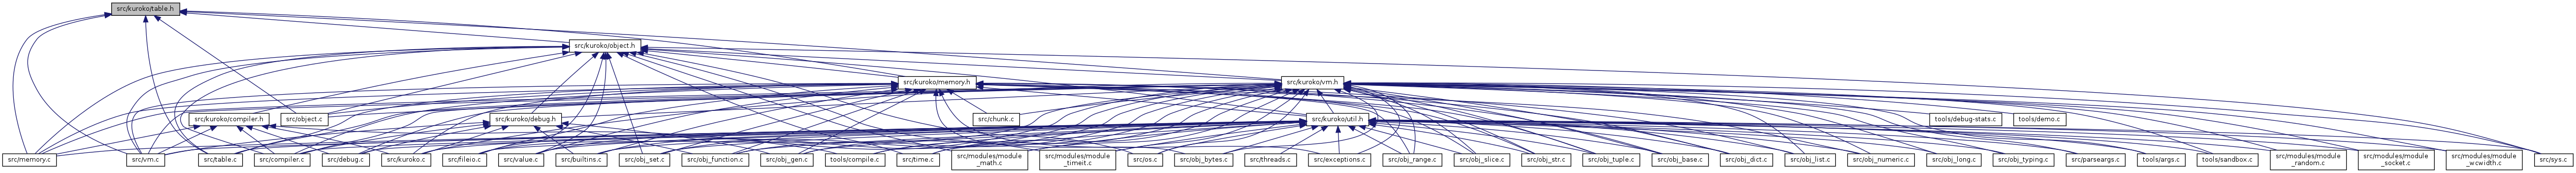 src/kuroko/table.h
src/kuroko/object.h
src/kuroko/memory.h
src/kuroko/vm.h
src/kuroko/compiler.h
src/object.c
src/kuroko/debug.h
src/chunk.c
src/kuroko/util.h
tools/debug-stats.c
tools/demo.c
src/memory.c
src/vm.c
src/table.c
src/compiler.c
src/debug.c
src/kuroko.c
src/fileio.c
src/value.c
src/builtins.c
src/obj_set.c
src/obj_function.c
src/obj_gen.c
tools/compile.c
src/time.c
src/modules/module
_math.c
src/modules/module
_timeit.c
src/os.c
src/obj_bytes.c
src/threads.c
src/exceptions.c
src/obj_range.c
src/obj_slice.c
src/obj_str.c
src/obj_tuple.c
src/obj_base.c
src/obj_dict.c
src/obj_list.c
src/obj_numeric.c
src/obj_long.c
src/obj_typing.c
src/parseargs.c
tools/args.c
tools/sandbox.c
src/modules/module
_random.c
src/modules/module
_socket.c
src/modules/module
_wcwidth.c
src/sys.c